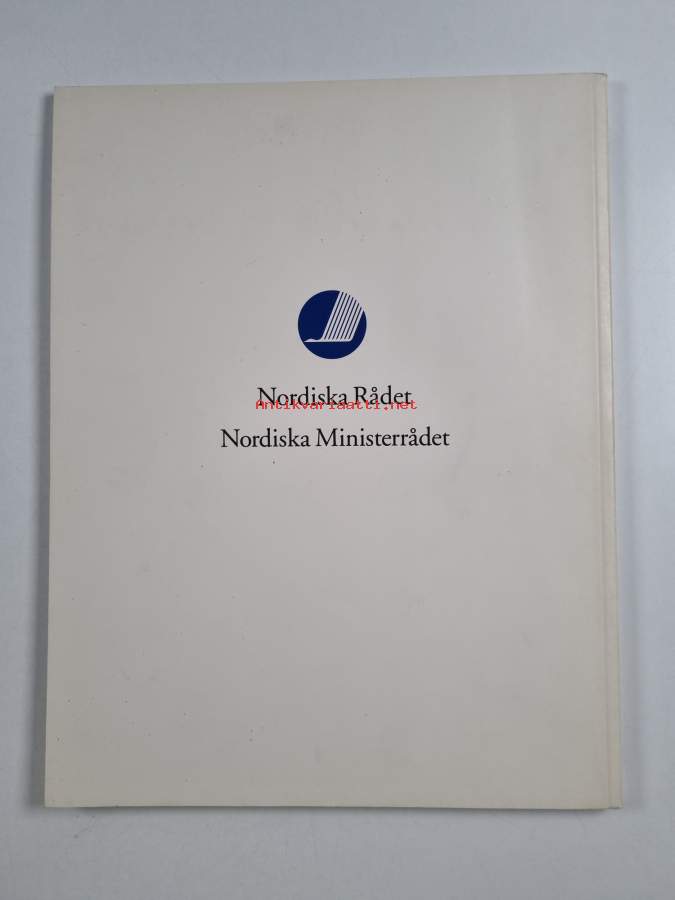 Nordiska Rådet
Antikvariaatti.net
Nordiska Ministerrådet